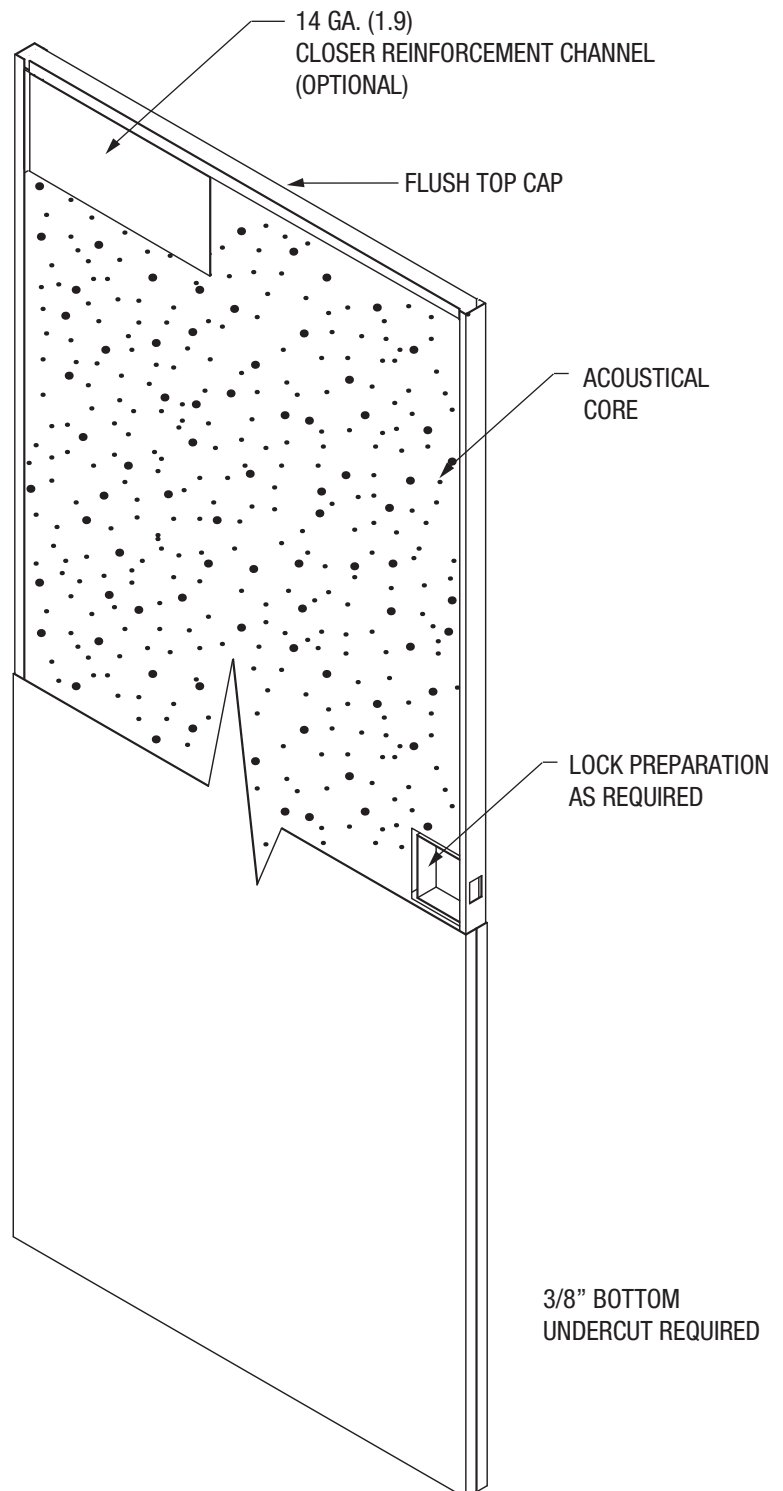 14 GA. (1.9)
CLOSER REINFORCEMENT CHANNEL
(OPTIONAL)
FLUSH TOP CAP
ACOUSTICAL
CORE
LOCK PREPARATION
AS REQUIRED
3/8” BOTTOM
UNDERCUT REQUIRED